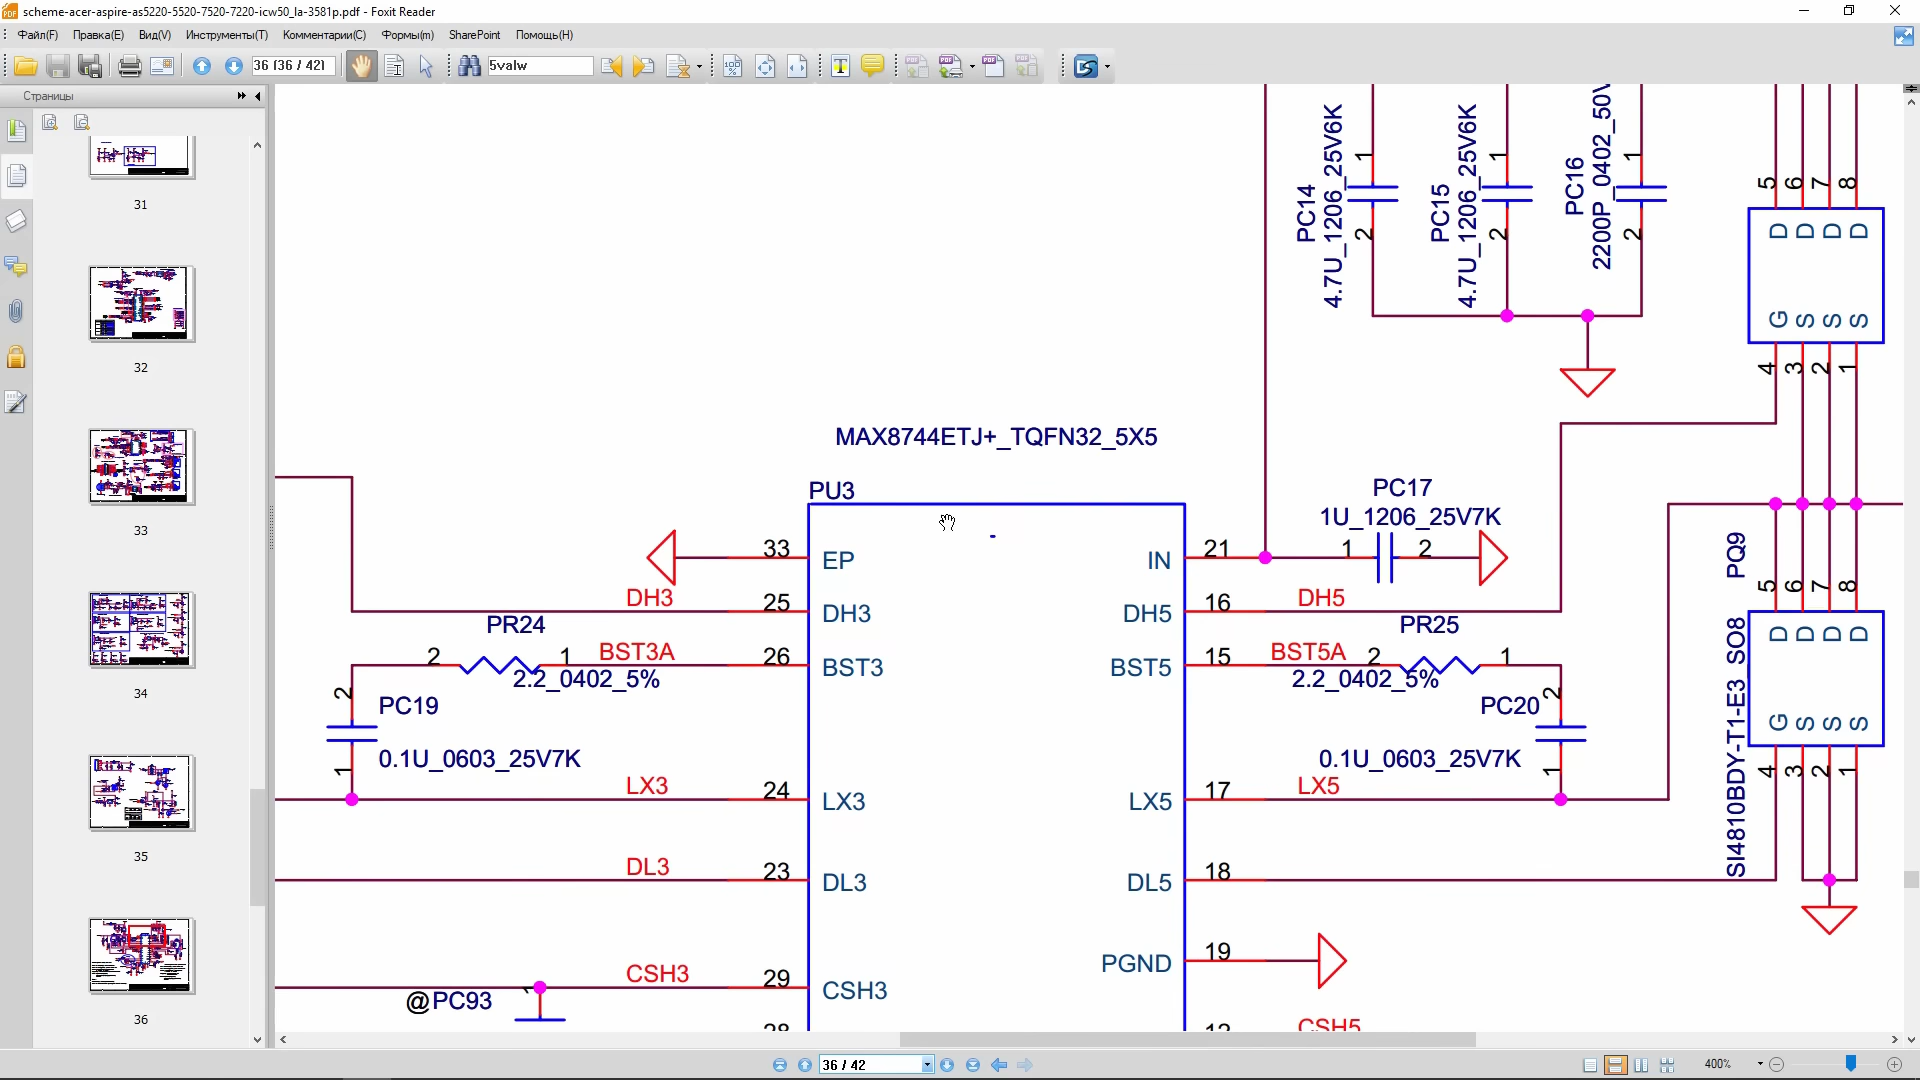 scheme-acer-aspire-as5220-5520-7520-7220-icw50_la-3581p.pdf - Foxit Reader
Файл(F) Правка(E) Вид(V) Инструменты(T) Комментарии(C) Формы(m) SharePoint Помощь(H)
36 (36 / 42) 5valw
Страницы
31
32
33
34
35
36
PC14
4.7U_1206_25V6K
1
2
PC15
4.7U_1206_25V6K
1
2
PC16
2200P_0402_50V
1
2
5 6 7 8
D D D D
G S S S
4 3 2 1
MAX8744ETJ+_TQFN32_5X5
PU3
PC17
1U_1206_25V7K
1 2
33 EP IN 21
DH3 25 DH3 DH5 16 DH5
PR24 PR25
2 1 BST3A 26 BST3 BST5 15 BST5A 2 1
2.2_0402_5% 2.2_0402_5%
2 PC19 PC20 2
0.1U_0603_25V7K 0.1U_0603_25V7K
1 1
LX3 24 LX3 LX5 17 LX5
DL3 23 DL3 DL5 18
PGND 19
CSH3 29 CSH3
@PC93 1
28 12 CSH5
PQ9
SI4810BDY-T1-E3 SO8
5 6 7 8
D D D D
G S S S
4 3 2 1
36 / 42 400%